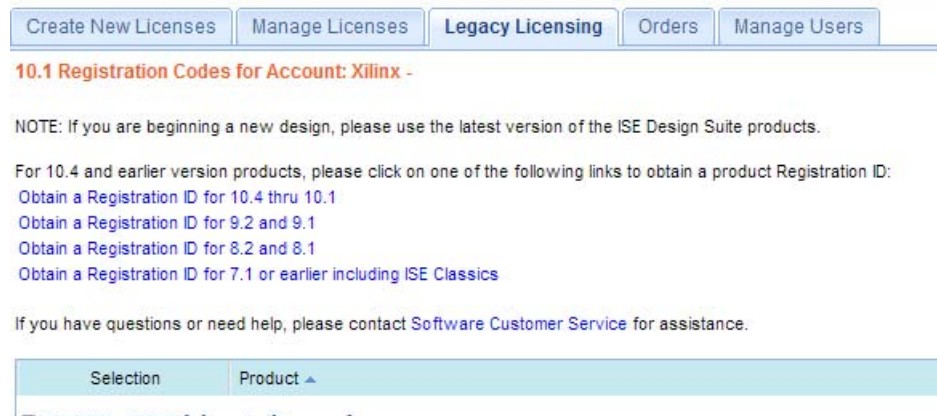 Create New Licenses Manage Licenses Legacy Licensing Orders Manage Users
10.1 Registration Codes for Account: Xilinx -
NOTE: If you are beginning a new design, please use the latest version of the ISE Design Suite products.
For 10.4 and earlier version products, please click on one of the following links to obtain a product Registration ID:
Obtain a Registration ID for 10.4 thru 10.1
Obtain a Registration ID for 9.2 and 9.1
Obtain a Registration ID for 8.2 and 8.1
Obtain a Registration ID for 7.1 or earlier including ISE Classics
If you have questions or need help, please contact Software Customer Service for assistance.
Selection Product